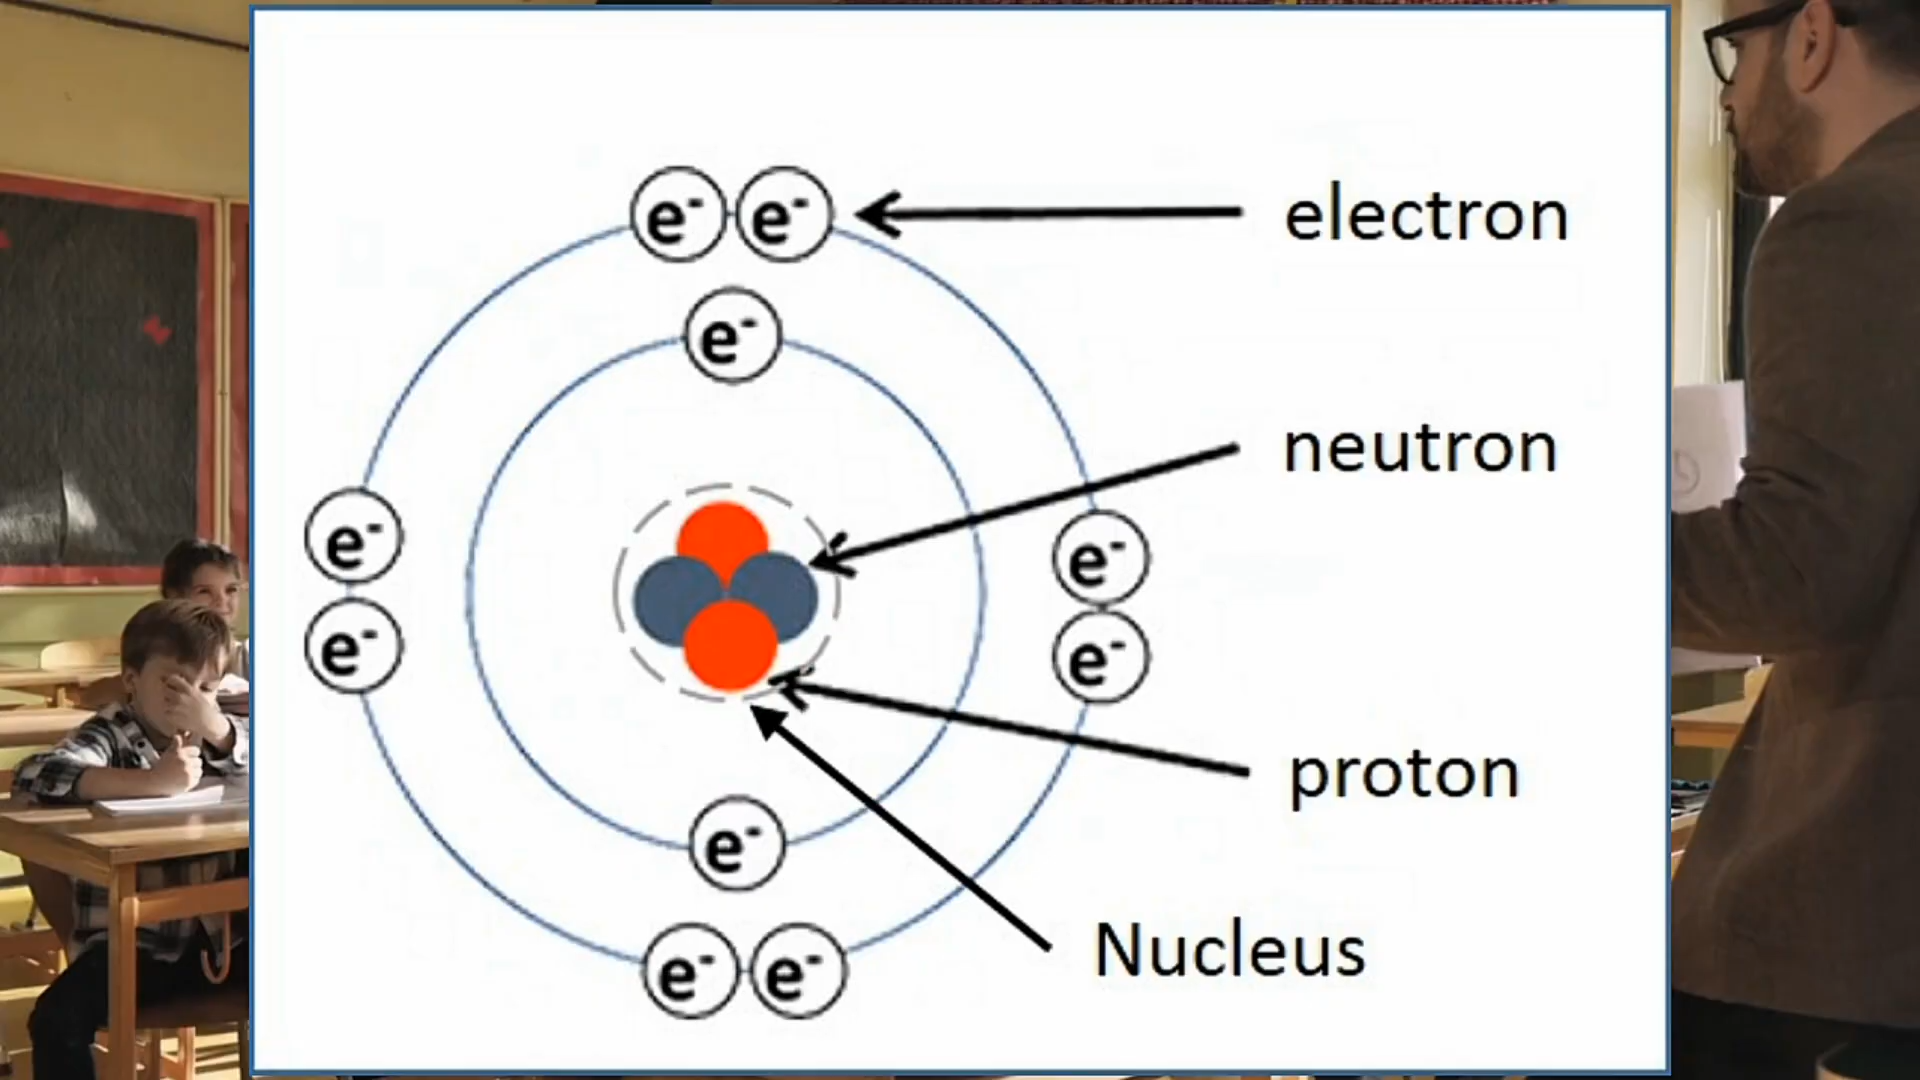 e⁻ e⁻ electron
e⁻
neutron
e⁻ e⁻
e⁻ e⁻
proton
e⁻
Nucleus
e⁻ e⁻